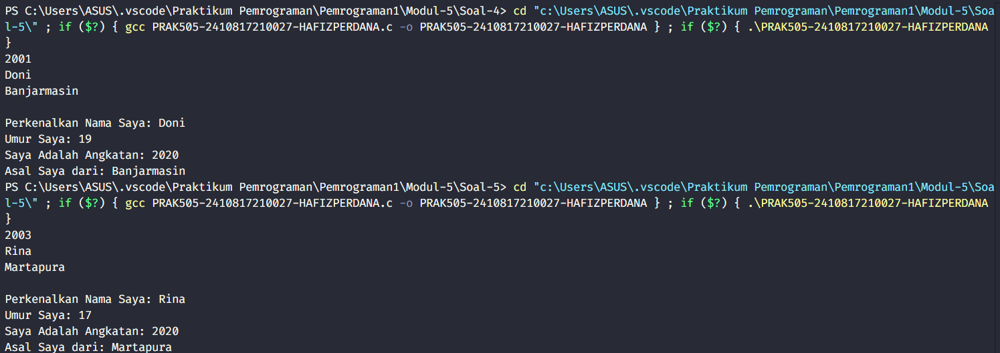 PS C:\Users\ASUS\.vscode\Praktikum Pemrograman\Pemrograman1\Modul-5\Soal-4> cd "c:\Users\ASUS\.vscode\Praktikum Pemrograman\Pemrograman1\Modul-5\Soa
l-5\" ; if ($?) { gcc PRAK505-2410817210027-HAFIZPERDANA.c -o PRAK505-2410817210027-HAFIZPERDANA } ; if ($?) { .\PRAK505-2410817210027-HAFIZPERDANA
}
2001
Doni
Banjarmasin
Perkenalkan Nama Saya: Doni
Umur Saya: 19
Saya Adalah Angkatan: 2020
Asal Saya dari: Banjarmasin
PS C:\Users\ASUS\.vscode\Praktikum Pemrograman\Pemrograman1\Modul-5\Soal-5> cd "c:\Users\ASUS\.vscode\Praktikum Pemrograman\Pemrograman1\Modul-5\Soa
l-5\" ; if ($?) { gcc PRAK505-2410817210027-HAFIZPERDANA.c -o PRAK505-2410817210027-HAFIZPERDANA } ; if ($?) { .\PRAK505-2410817210027-HAFIZPERDANA
}
2003
Rina
Martapura
Perkenalkan Nama Saya: Rina
Umur Saya: 17
Saya Adalah Angkatan: 2020
Asal Saya dari: Martapura